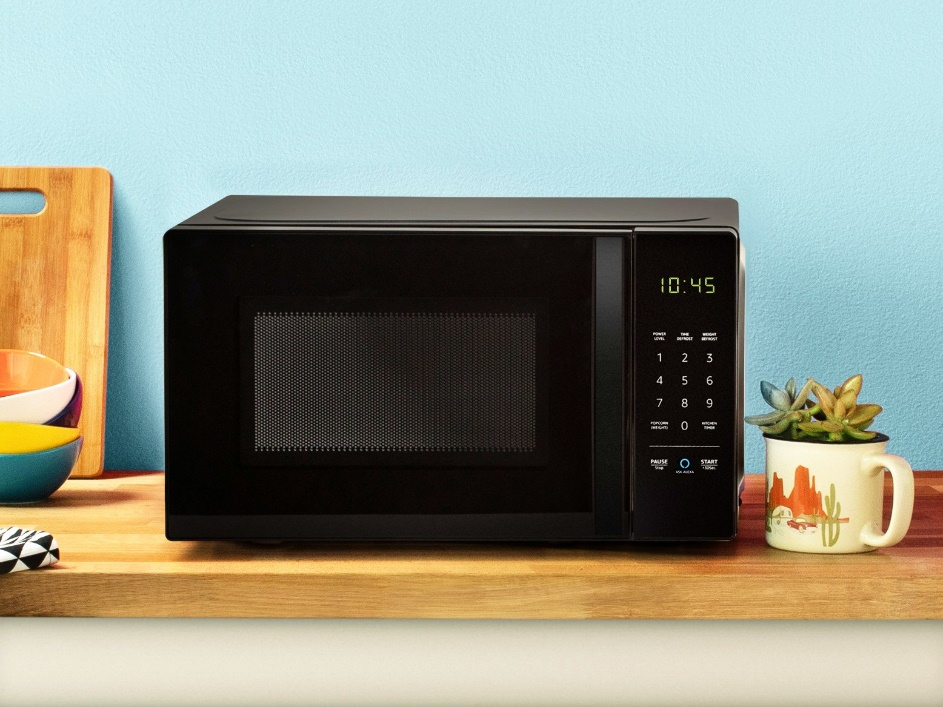 10:45
POWER LEVEL
TIME DEFROST
WEIGHT DEFROST
1 2 3
4 5 6
7 8 9
POPCORN (WEIGHTS)
0
KITCHEN TIMER
PAUSE
Stop
ASK ALEXA
START
+30Sec